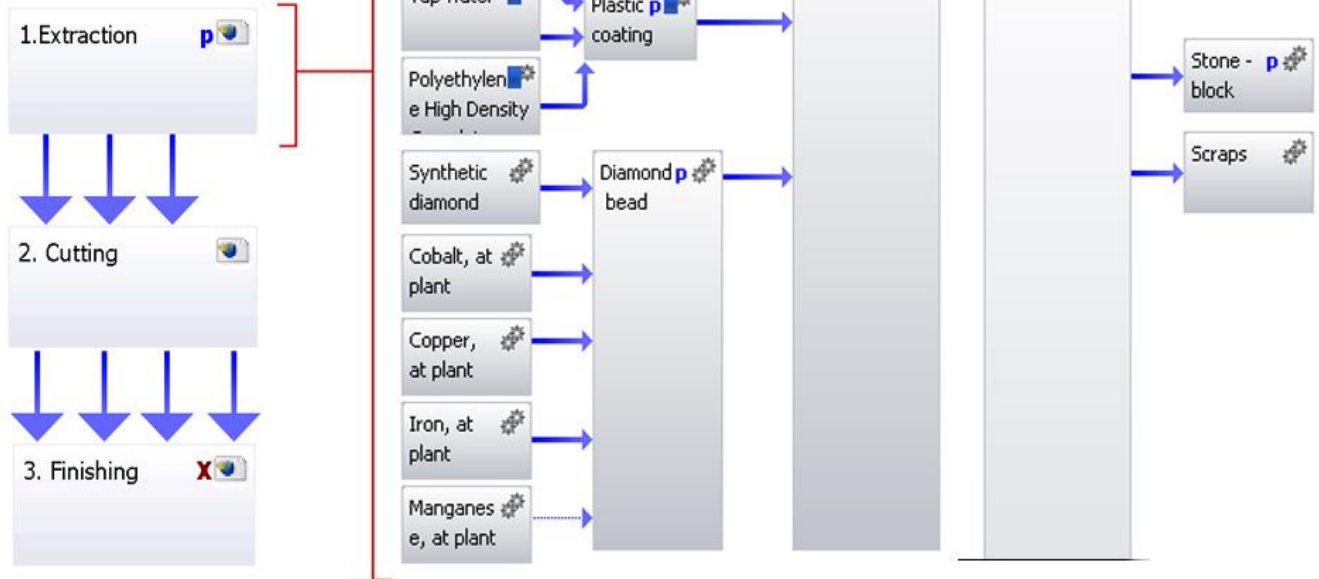 1.Extraction p
2. Cutting
3. Finishing X
Plastic p
coating
Polyethylen
e High Density
Synthetic
diamond
Diamond p
bead
Cobalt, at
plant
Copper,
at plant
Iron, at
plant
Manganes
e, at plant
Stone - p
block
Scraps